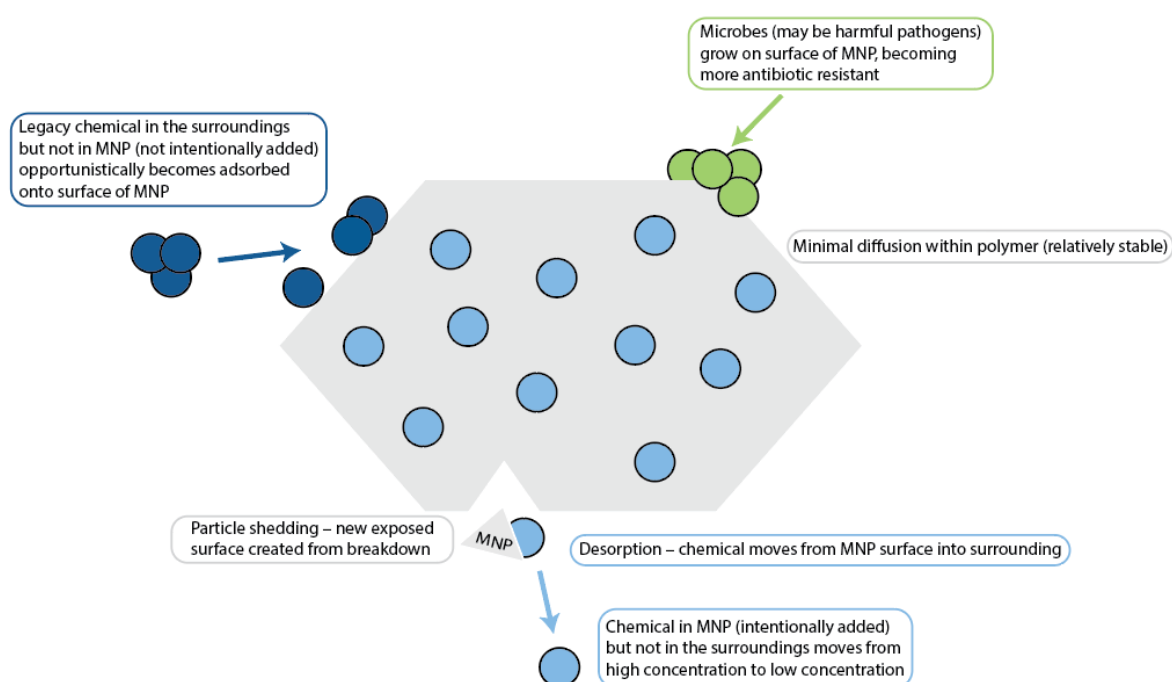 Microbes (may be harmful pathogens)
grow on surface of MNP, becoming
more antibiotic resistant
Legacy chemical in the surroundings
but not in MNP (not intentionally added)
opportunistically becomes adsorbed
onto surface of MNP
Minimal diffusion within polymer (relatively stable)
Particle shedding – new exposed
surface created from breakdown
MNP
Desorption – chemical moves from MNP surface into surrounding
Chemical in MNP (intentionally added)
but not in the surroundings moves from
high concentration to low concentration